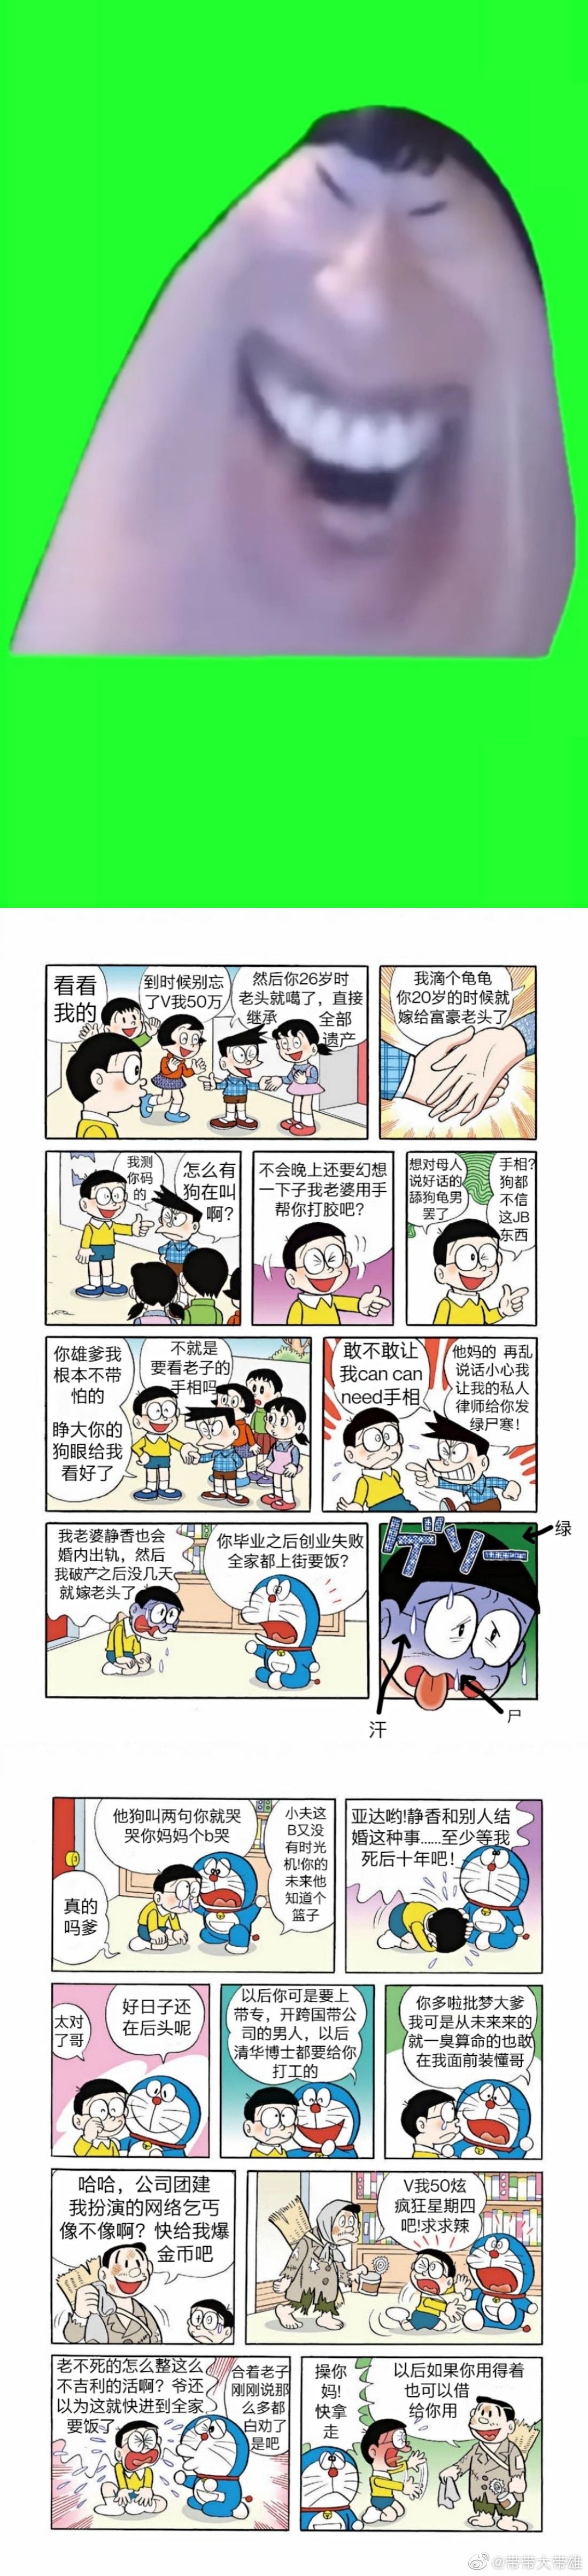 看看
我的
到时候别忘
了V我50万
然后你26岁时
老头就噶了，直接
继承 全部
遗产
我滴个龟龟
你20岁的时候就
嫁给富豪老头了
我测
你码
的
怎么有
狗在叫
啊？
不会晚上还要幻想
一下子我老婆用手
帮你打胶吧？
想对母人
说好话的
舔狗龟男
罢了
手相？
狗都
不信
这JB
东西
你雄爹我
根本不带
怕的
睁大你的
狗眼给我
看好了
不就是
要看老子的
手相吗
敢不敢让
我can can
need手相
他妈的 再乱
说话小心我
让我的私人
律师给你发
绿尸寒！
我老婆静香也会
婚内出轨，然后
我破产之后没几天
就嫁老头了
你毕业之后创业失败
全家都上街要饭？
ゲッソー
绿
汗
尸
他狗叫两句你就哭
哭你妈妈个b哭
小夫这
B又没
有时光
机！你的
未来他
知道个
篮子
真的
吗爹
亚达哟！静香和别人结
婚这种事……至少等我
死后十年吧！
太对
了哥
好日子还
在后头呢
以后你可是要上
带专，开跨国带公
司的男人，以后
清华博士都要给你
打工的
你多啦批梦大爹
我可是从未来来的
就一臭算命的也敢
在我面前装懂哥
哈哈，公司团建
我扮演的网络乞丐
像不像啊？快给我爆
金币吧
V我50炫
疯狂星期四
吧！求求辣
老不死的怎么整这么
不吉利的活啊？爷还
以为这就快进到全家
要饭了
合着老子
刚刚说那
么多都
白劝了
是吧
操你
妈！
快拿
走
以后如果你用得着
也可以借
给你用
@带带大带雄